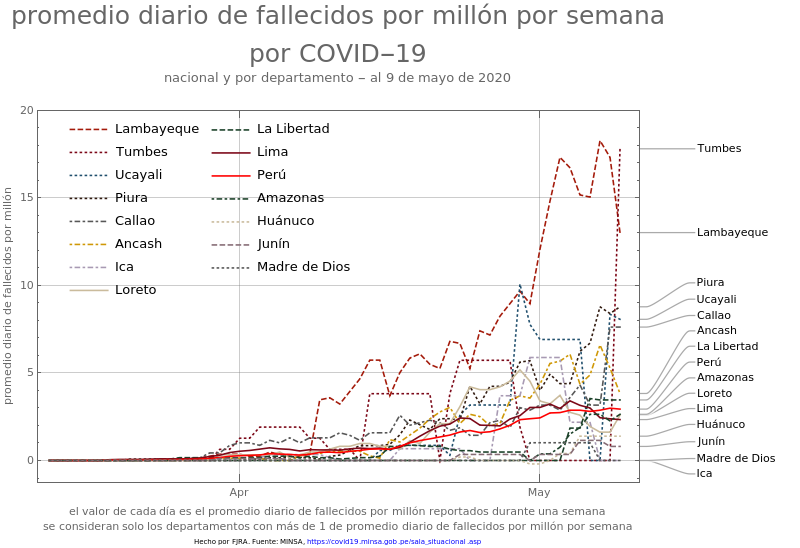 promedio diario de fallecidos por millón por semana
por COVID−19
nacional y por departamento − al 9 de mayo de 2020
promedio diario de fallecidos por millón
20
15
10
5
0
Apr
May
Lambayeque
Tumbes
Ucayali
Piura
Callao
Ancash
Ica
Loreto
La Libertad
Lima
Perú
Amazonas
Huánuco
Junín
Madre de Dios
Tumbes
Lambayeque
Piura
Ucayali
Callao
Ancash
La Libertad
Perú
Amazonas
Loreto
Lima
Huánuco
Junín
Madre de Dios
Ica
el valor de cada día es el promedio diario de fallecidos por millón reportados durante una semana
se consideran solo los departamentos con más de 1 de promedio diario de fallecidos por millón por semana
Hecho por FJRA. Fuente: MINSA, https://covid19.minsa.gob.pe/sala_situacional.asp